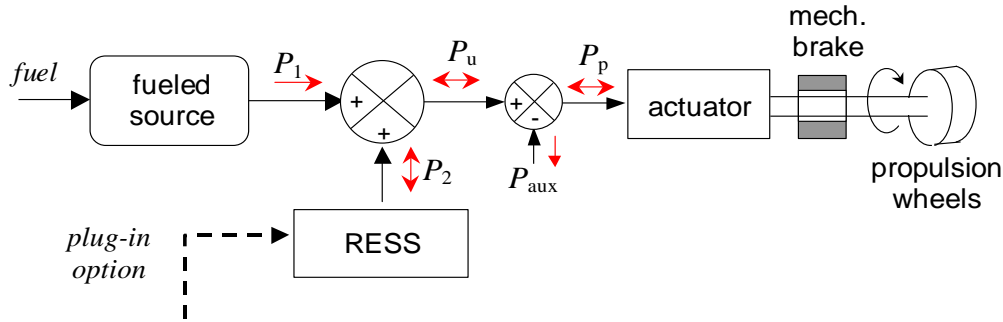 mech.
brake
fuel
fueled
source
P1
Pu
Pp
+
+
+
-
actuator
P2
Paux
propulsion
wheels
plug-in
option
RESS